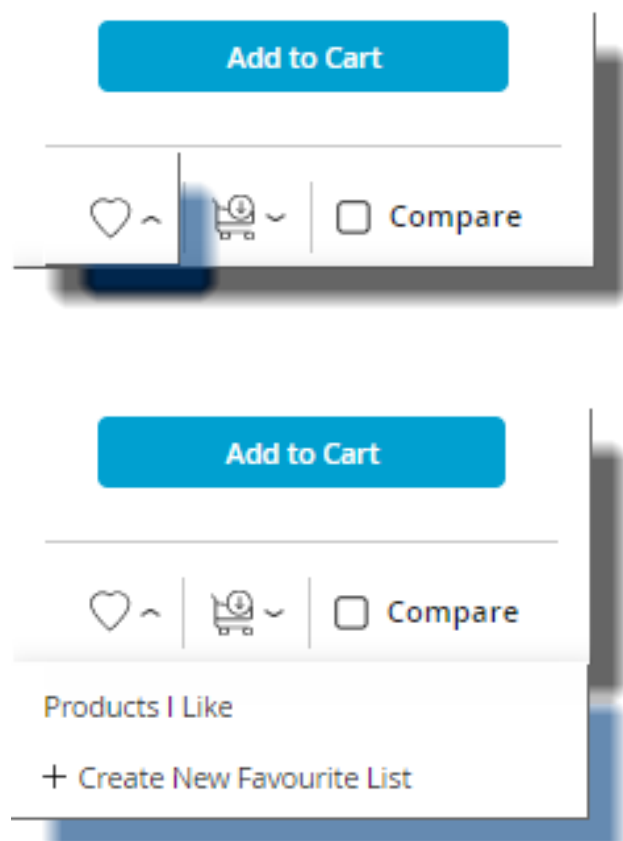 Add to Cart
Compare
Add to Cart
Compare
Products I Like
+ Create New Favourite List